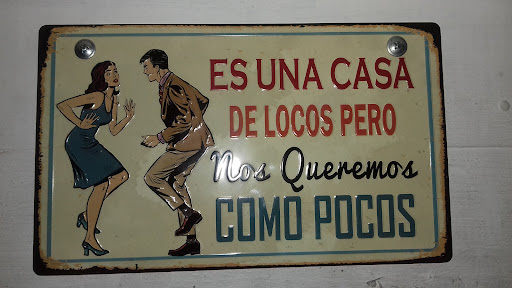 ES UNA CASA
DE LOCOS PERO
Nos Queremos
COMO POCOS